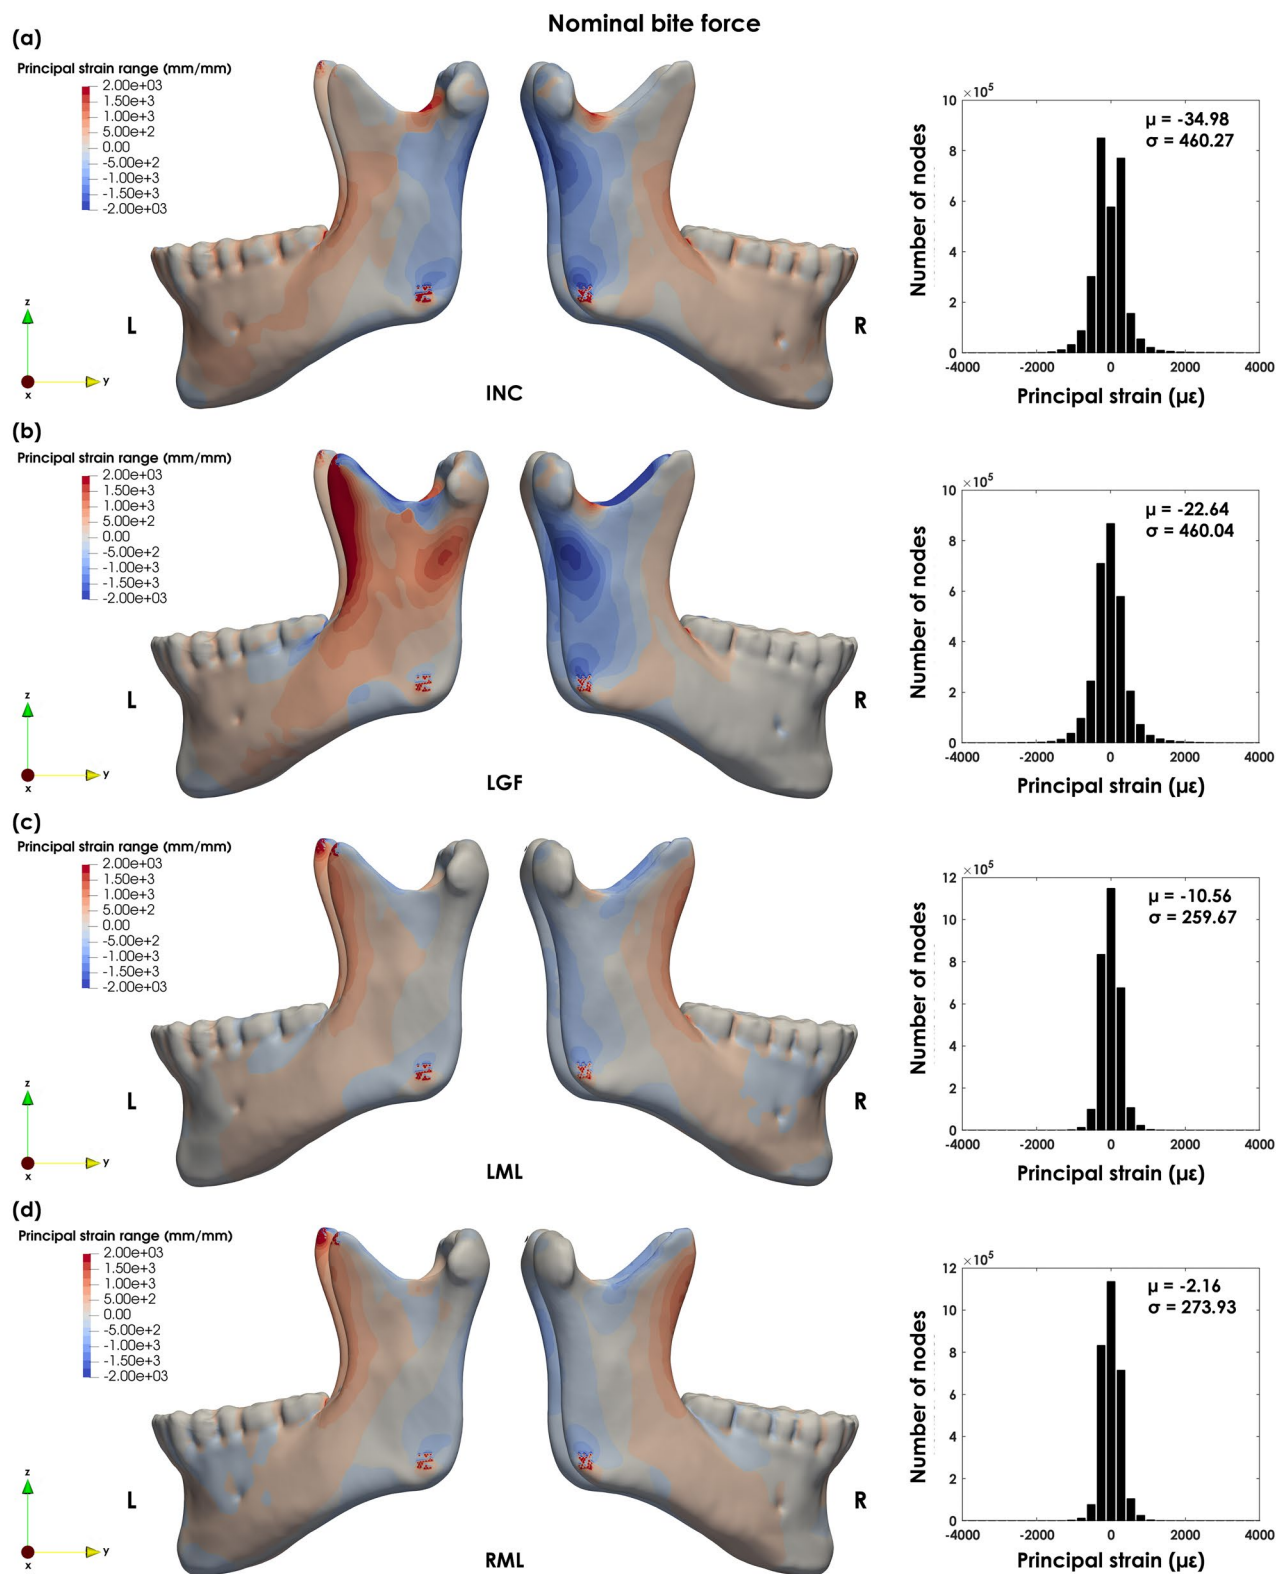 Nominal bite force
(a)
Principal strain range (mm/mm)
2.00e+03
1.50e+3
1.00e+3
5.00e+2
0.00
-5.00e+2
-1.00e+3
-1.50e+3
-2.00e+03
z
y
x
L
R
INC
×10⁵
10
8
6
4
2
0
-4000
-2000
0
2000
4000
Number of nodes
Principal strain (µε)
µ = -34.98
σ = 460.27
(b)
Principal strain range (mm/mm)
2.00e+03
1.50e+3
1.00e+3
5.00e+2
0.00
-5.00e+2
-1.00e+3
-1.50e+3
-2.00e+03
z
y
x
L
R
LGF
×10⁵
10
8
6
4
2
0
-4000
-2000
0
2000
4000
Number of nodes
Principal strain (µε)
µ = -22.64
σ = 460.04
(c)
Principal strain range (mm/mm)
2.00e+03
1.50e+3
1.00e+3
5.00e+2
0.00
-5.00e+2
-1.00e+3
-1.50e+3
-2.00e+03
z
y
x
L
R
LML
×10⁵
12
10
8
6
4
2
0
-4000
-2000
0
2000
4000
Number of nodes
Principal strain (µε)
µ = -10.56
σ = 259.67
(d)
Principal strain range (mm/mm)
2.00e+03
1.50e+3
1.00e+3
5.00e+2
0.00
-5.00e+2
-1.00e+3
-1.50e+3
-2.00e+03
z
y
x
L
R
RML
×10⁵
12
10
8
6
4
2
0
-4000
-2000
0
2000
4000
Number of nodes
Principal strain (µε)
µ = -2.16
σ = 273.93